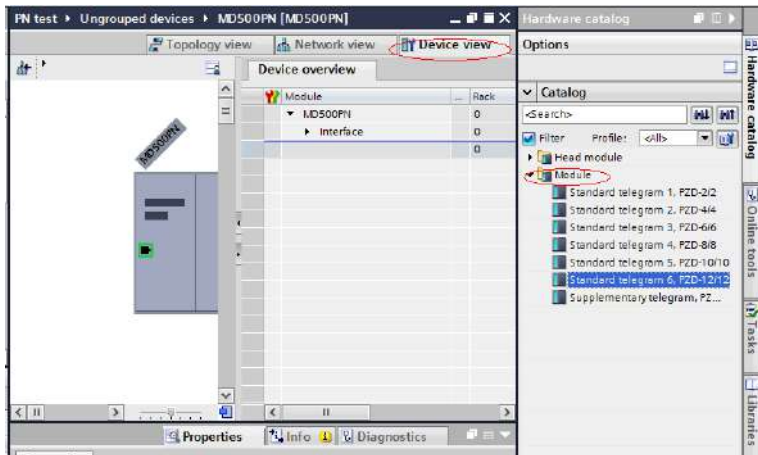 PN test ▸ Ungrouped devices ▸ MD500PN [MD500PN]
Topology view
Network view
Device view
Device overview
Module
...
Rack
MD500PN
0
Interface
0
0
MD500PN
Properties
Info
Diagnostics
Hardware catalog
Options
Catalog
<Search>
Filter
Profile:
<All>
Head module
Module
Standard telegram 1, PZD-2/2
Standard telegram 2, PZD-4/4
Standard telegram 3, PZD-6/6
Standard telegram 4, PZD-8/8
Standard telegram 5, PZD-10/10
Standard telegram 6, PZD-12/12
Supplementary telegram, PZ...
Hardware catalog
Online tools
Tasks
Libraries